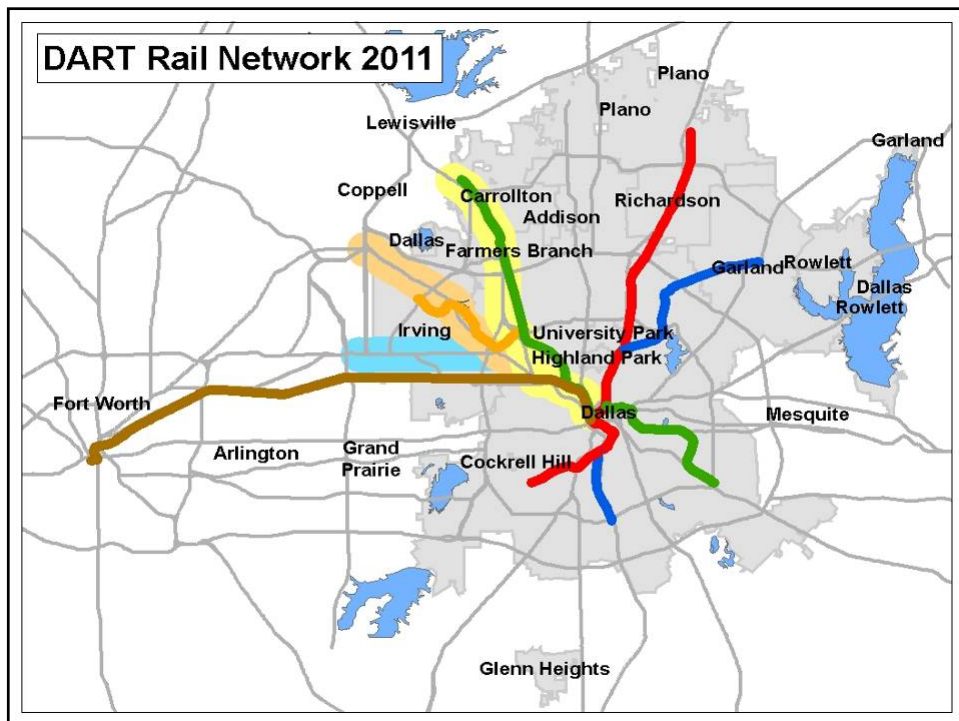 DART Rail Network 2011
Plano
Plano
Lewisville
Garland
Coppell
Carrollton
Richardson
Addison
Dallas
Farmers Branch
Garland
Rowlett
Dallas
Rowlett
Irving
University Park
Highland Park
Fort Worth
Dallas
Mesquite
Arlington
Grand
Prairie
Cockrell Hill
Glenn Heights